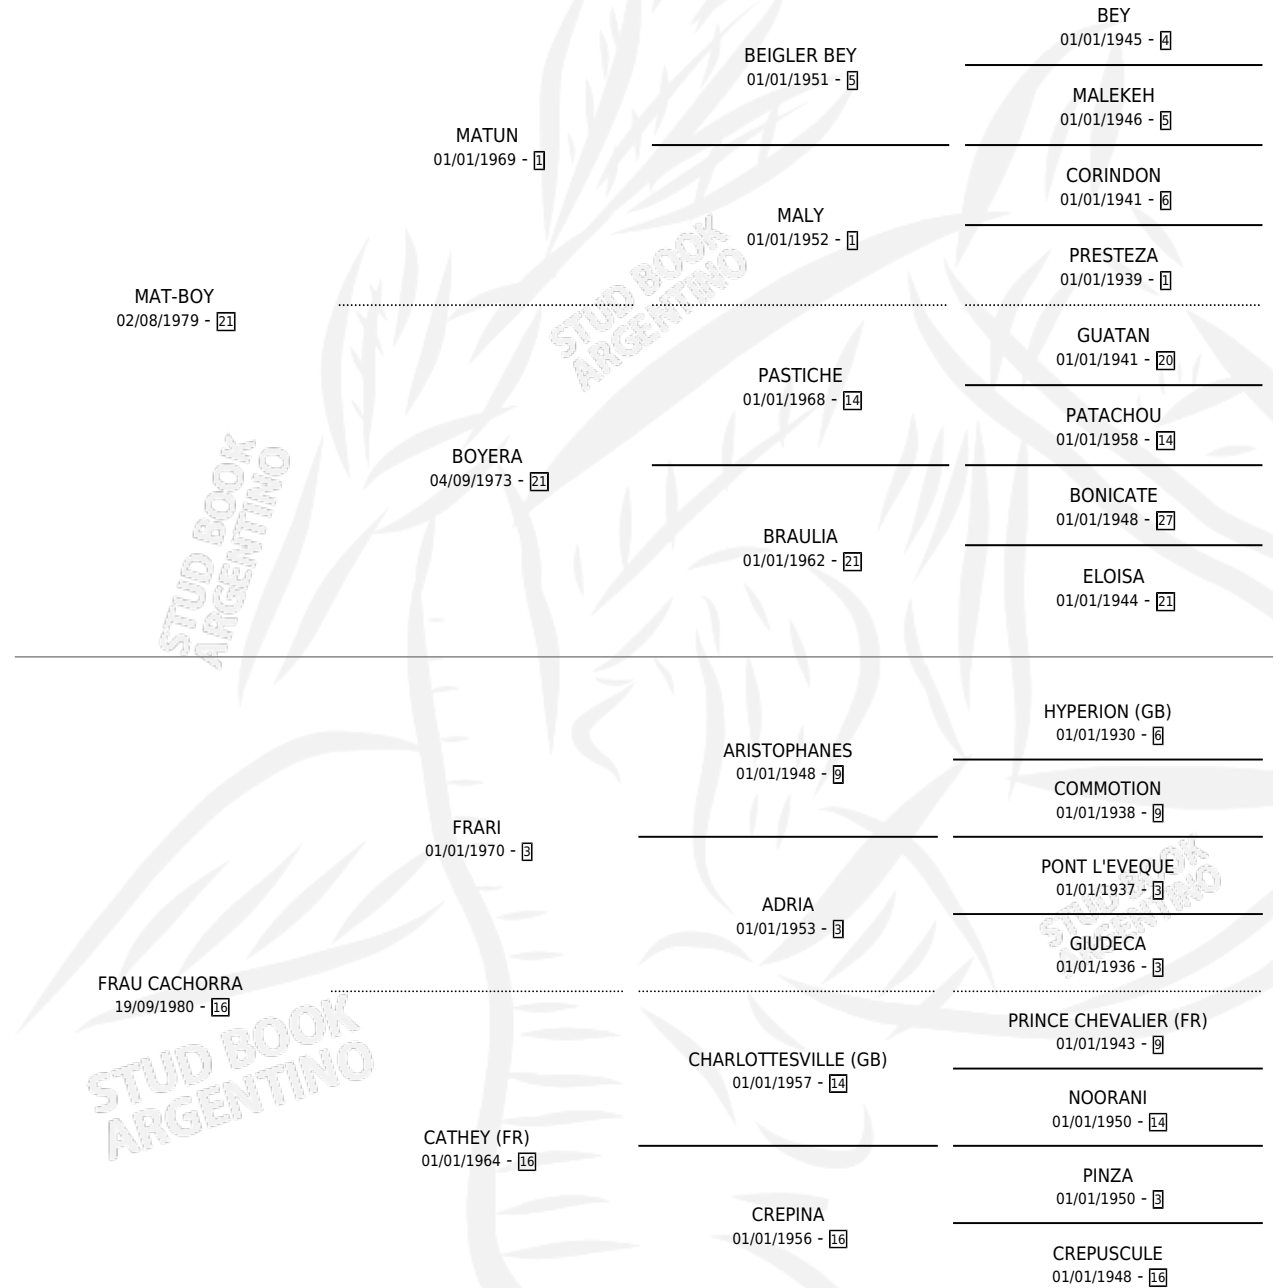 BEY
01/01/1945 - 4
BEIGLER BEY
01/01/1951 - 5
MALEKEH
01/01/1946 - 5
MATUN
01/01/1969 - 1
CORINDON
01/01/1941 - 6
MALY
01/01/1952 - 1
PRESTEZA
01/01/1939 - 1
MAT-BOY
02/08/1979 - 21
GUATAN
01/01/1941 - 20
PASTICHE
01/01/1968 - 14
PATACHOU
01/01/1958 - 14
BOYERA
04/09/1973 - 21
BONICATE
01/01/1948 - 27
BRAULIA
01/01/1962 - 21
ELOISA
01/01/1944 - 21
HYPERION (GB)
01/01/1930 - 6
ARISTOPHANES
01/01/1948 - 9
COMMOTION
01/01/1938 - 9
FRARI
01/01/1970 - 3
PONT L'EVEQUE
01/01/1937 - 3
ADRIA
01/01/1953 - 3
GIUDECA
01/01/1936 - 3
FRAU CACHORRA
19/09/1980 - 16
PRINCE CHEVALIER (FR)
01/01/1943 - 9
CHARLOTTESVILLE (GB)
01/01/1957 - 14
NOORANI
01/01/1950 - 14
CATHEY (FR)
01/01/1964 - 16
PINZA
01/01/1950 - 3
CREPINA
01/01/1956 - 16
CREPUSCULE
01/01/1948 - 16
STUD BOOK
ARGENTINO
STUD BOOK
ARGENTINO
STUD BOOK
ARGENTINO
STUD BOOK
ARGENTINO